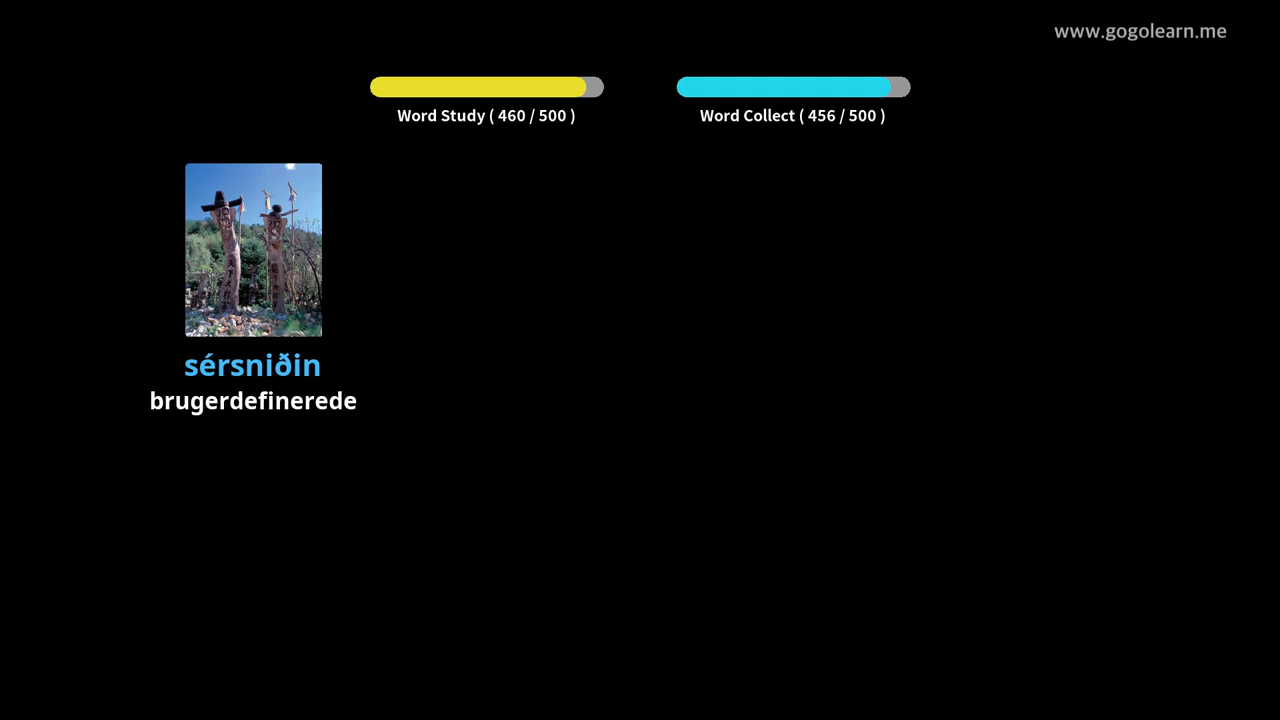 www.gogolearn.me
Word Study ( 460 / 500 )
Word Collect ( 456 / 500 )
sérsniðin
brugerdefinerede